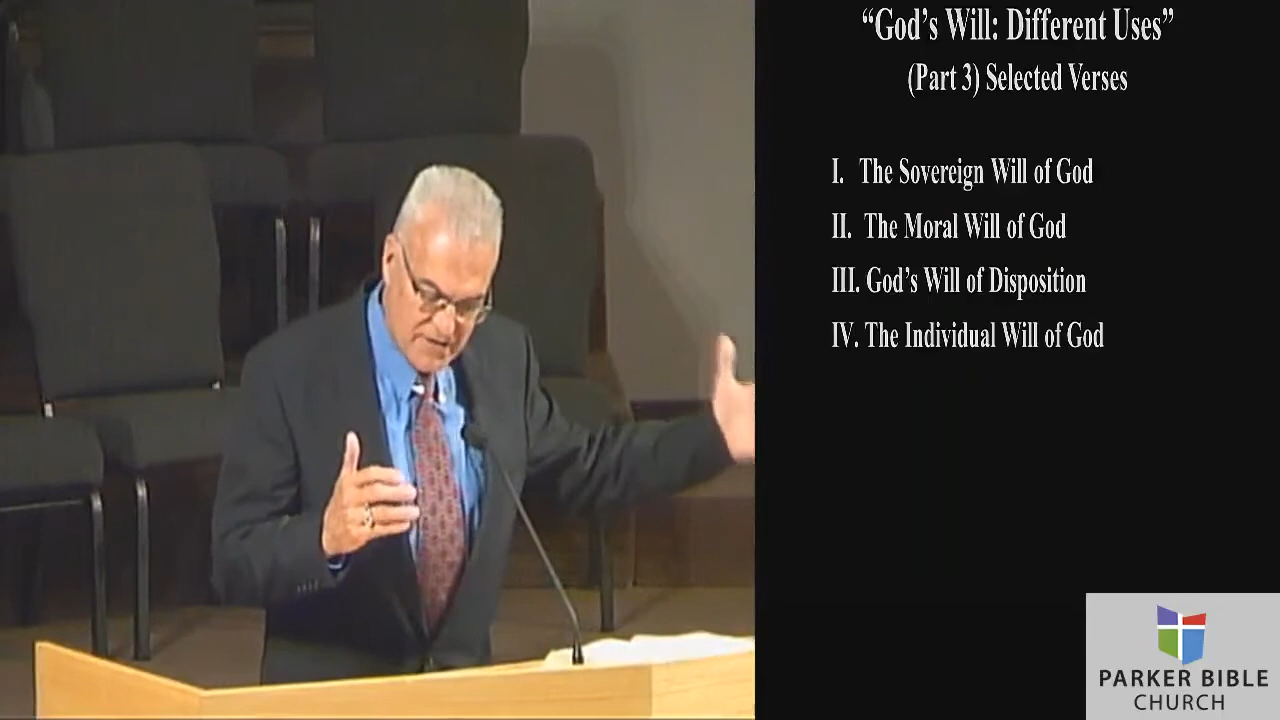 “God’s Will: Different Uses”
(Part 3) Selected Verses
I. The Sovereign Will of God
II. The Moral Will of God
III. God’s Will of Disposition
IV. The Individual Will of God
PARKER BIBLE
CHURCH